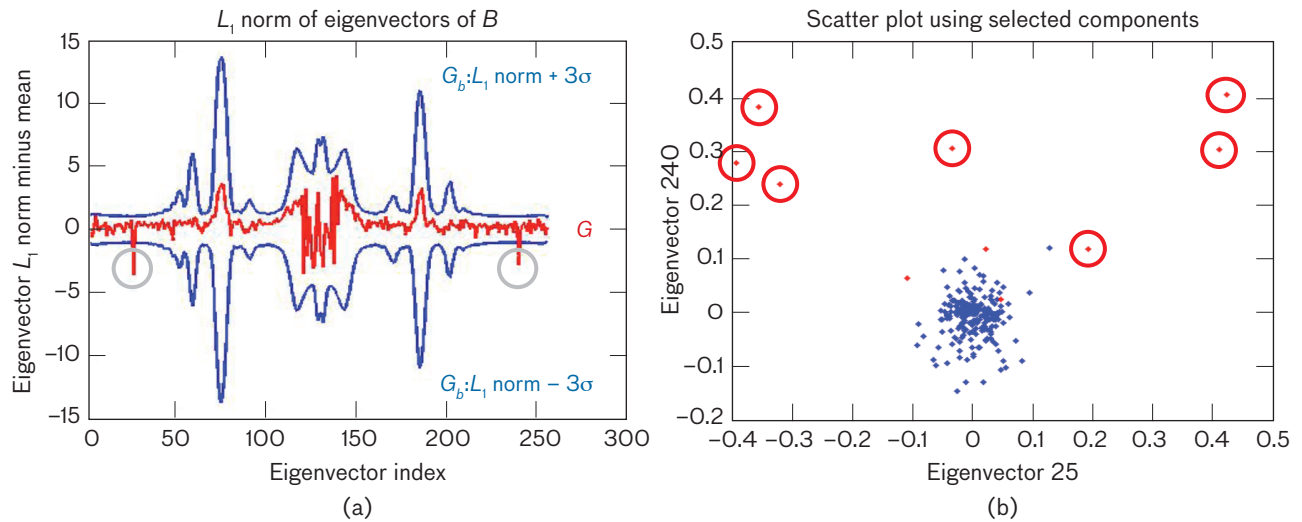 L₁ norm of eigenvectors of B
Eigenvector L₁ norm minus mean
15
10
5
0
−5
−10
−15
G_b:L₁ norm + 3σ
G
G_b:L₁ norm − 3σ
0 50 100 150 200 250 300
Eigenvector index
(a)
Scatter plot using selected components
Eigenvector 240
0.5
0.4
0.3
0.2
0.1
0
−0.1
−0.2
−0.4 −0.3 −0.2 −0.1 0 0.1 0.2 0.3 0.4 0.5
Eigenvector 25
(b)